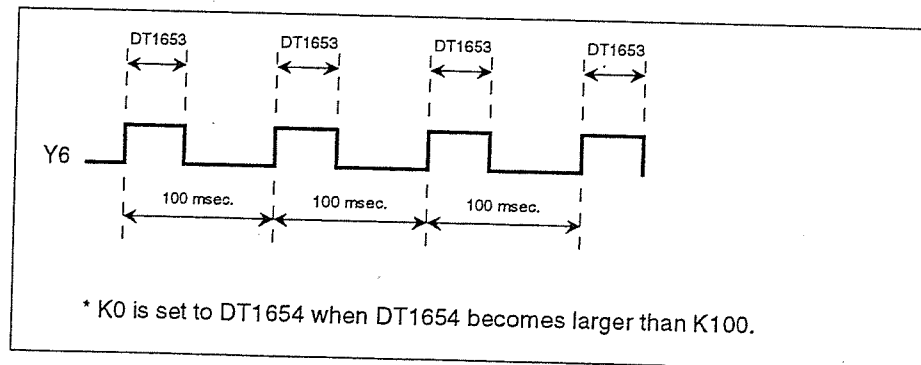 DT1653 DT1653 DT1653 DT1653
Y6
100 msec. 100 msec. 100 msec.
* K0 is set to DT1654 when DT1654 becomes larger than K100.